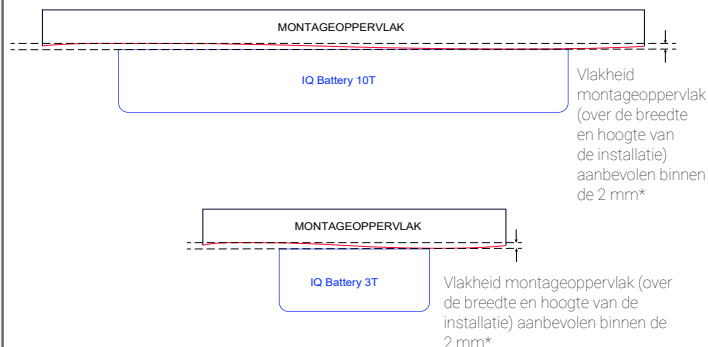 MONTAGEOPPERVLAK
IQ Battery 10T
Vlakheid
montageoppervlak
(over de breedte
en hoogte van
de installatie)
aanbevolen binnen
de 2 mm*
MONTAGEOPPERVLAK
IQ Battery 3T
Vlakheid montageoppervlak (over
de breedte en hoogte van de
installatie) aanbevolen binnen de
2 mm*